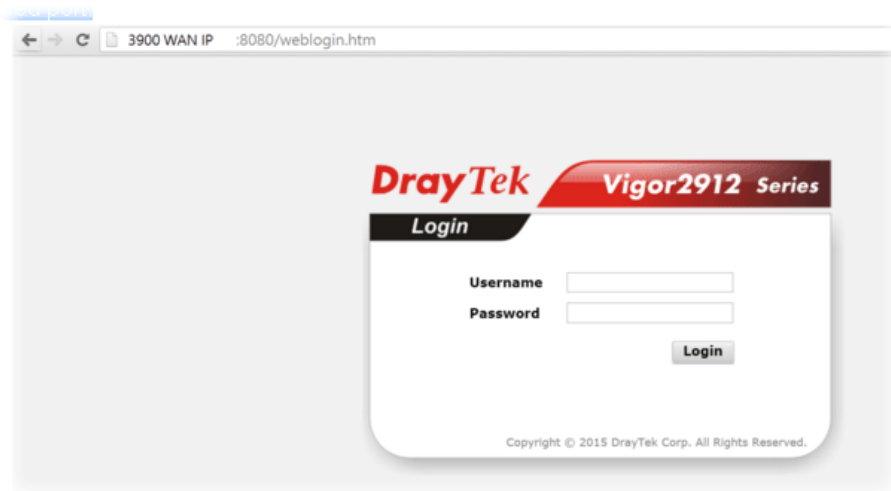 3900 WAN IP :8080/weblogin.htm
DrayTek Vigor2912 Series
Login
Username
Password
Login
Copyright © 2015 DrayTek Corp. All Rights Reserved.